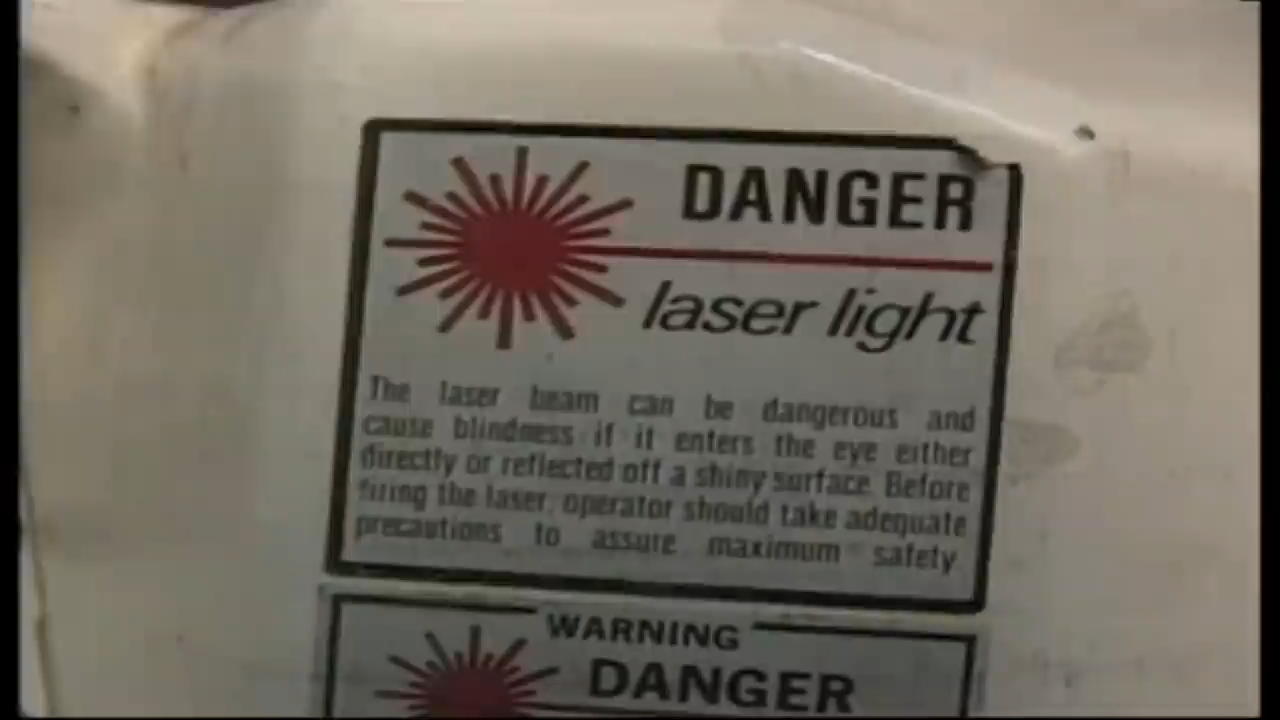 DANGER
laser light
The laser beam can be dangerous and
cause blindness if it enters the eye either
directly or reflected off a shiny surface. Before
firing the laser, operator should take adequate
precautions to assure maximum safety
WARNING
DANGER